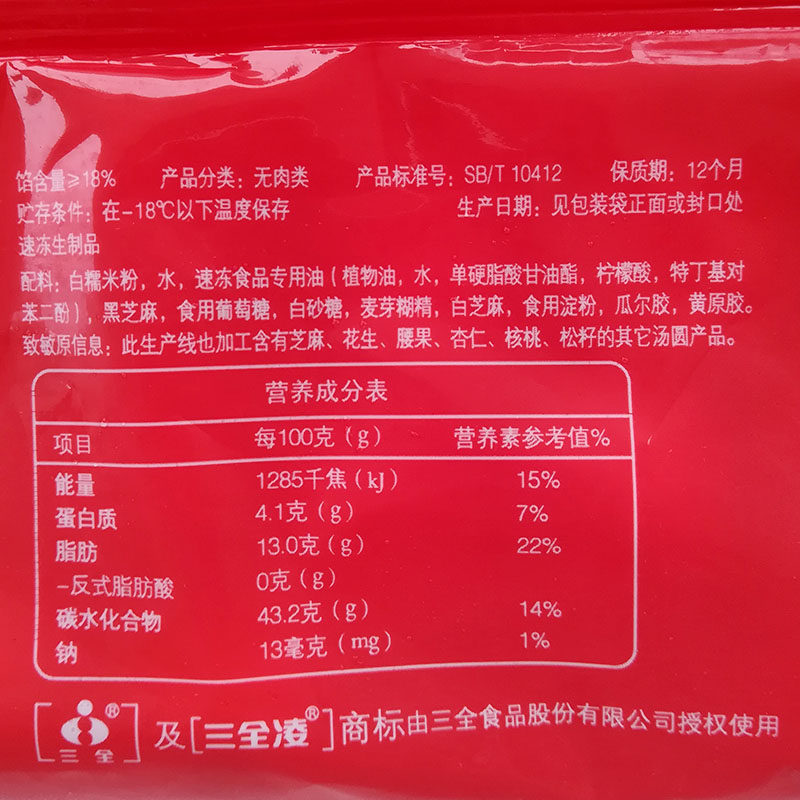 馅含量≥18% 产品分类：无肉类 产品标准号：SB/T 10412 保质期：12个月
贮存条件：在-18℃以下温度保存 生产日期：见包装袋正面或封口处
速冻生制品
配料：白糯米粉，水，速冻食品专用油（植物油，水，单硬脂酸甘油酯，柠檬酸，特丁基对
苯二酚），黑芝麻，食用葡萄糖，白砂糖，麦芽糊精，白芝麻，食用淀粉，瓜尔胶，黄原胶。
致敏原信息：此生产线也加工含有芝麻、花生、腰果、杏仁、核桃、松籽的其它汤圆产品。
营养成分表
项目 每100克（g） 营养素参考值%
能量 1285千焦（kJ） 15%
蛋白质 4.1克（g） 7%
脂肪 13.0克（g） 22%
-反式脂肪酸 0克（g）
碳水化合物 43.2克（g） 14%
钠 13毫克（mg） 1%
[三全®]及[三全凌®]商标由三全食品股份有限公司授权使用